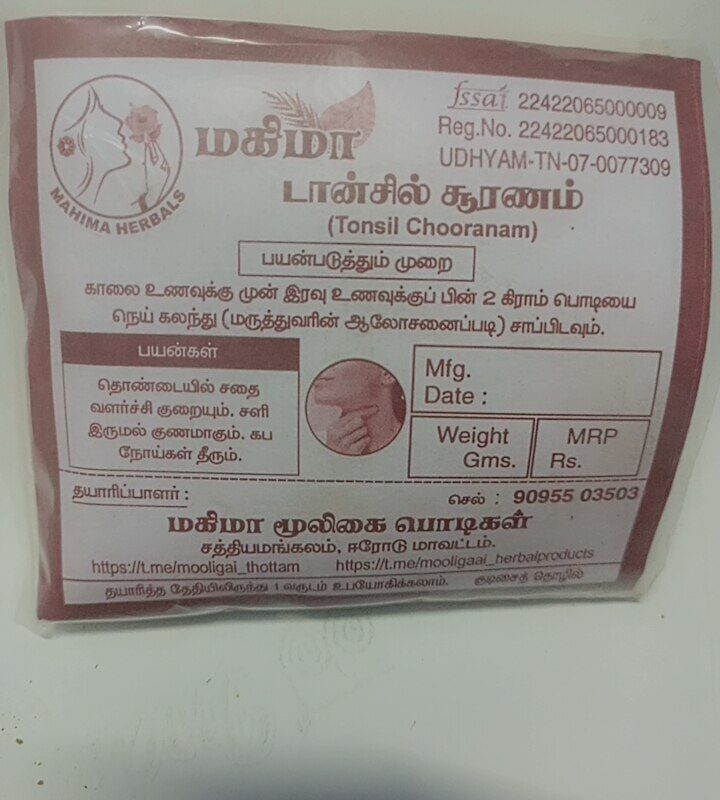 MAHIMA HERBALS
மகிமா
fssai 22422065000009
Reg.No. 22422065000183
UDHYAM-TN-07-0077309
டான்சில் சூரணம்
(Tonsil Chooranam)
பயன்படுத்தும் முறை
காலை உணவுக்கு முன் இரவு உணவுக்குப் பின் 2 கிராம் பொடியை
நெய் கலந்து (மருத்துவரின் ஆலோசனைப்படி) சாப்பிடவும்.
பயன்கள்
தொண்டையில் சதை
வளர்ச்சி குறையும். சளி
இருமல் குணமாகும். கப
நோய்கள் தீரும்.
Mfg.
Date :
Weight
Gms.
MRP
Rs.
தயாரிப்பாளர் :
செல் : 90955 03503
மகிமா மூலிகை பொடிகள்
சத்தியமங்கலம், ஈரோடு மாவட்டம்.
https://t.me/mooligai_thottam https://t.me/mooligaai_herbalproducts
தயாரித்த தேதியிலிருந்து 1 வருடம் உபயோகிக்கலாம். குடிசைத் தொழில்